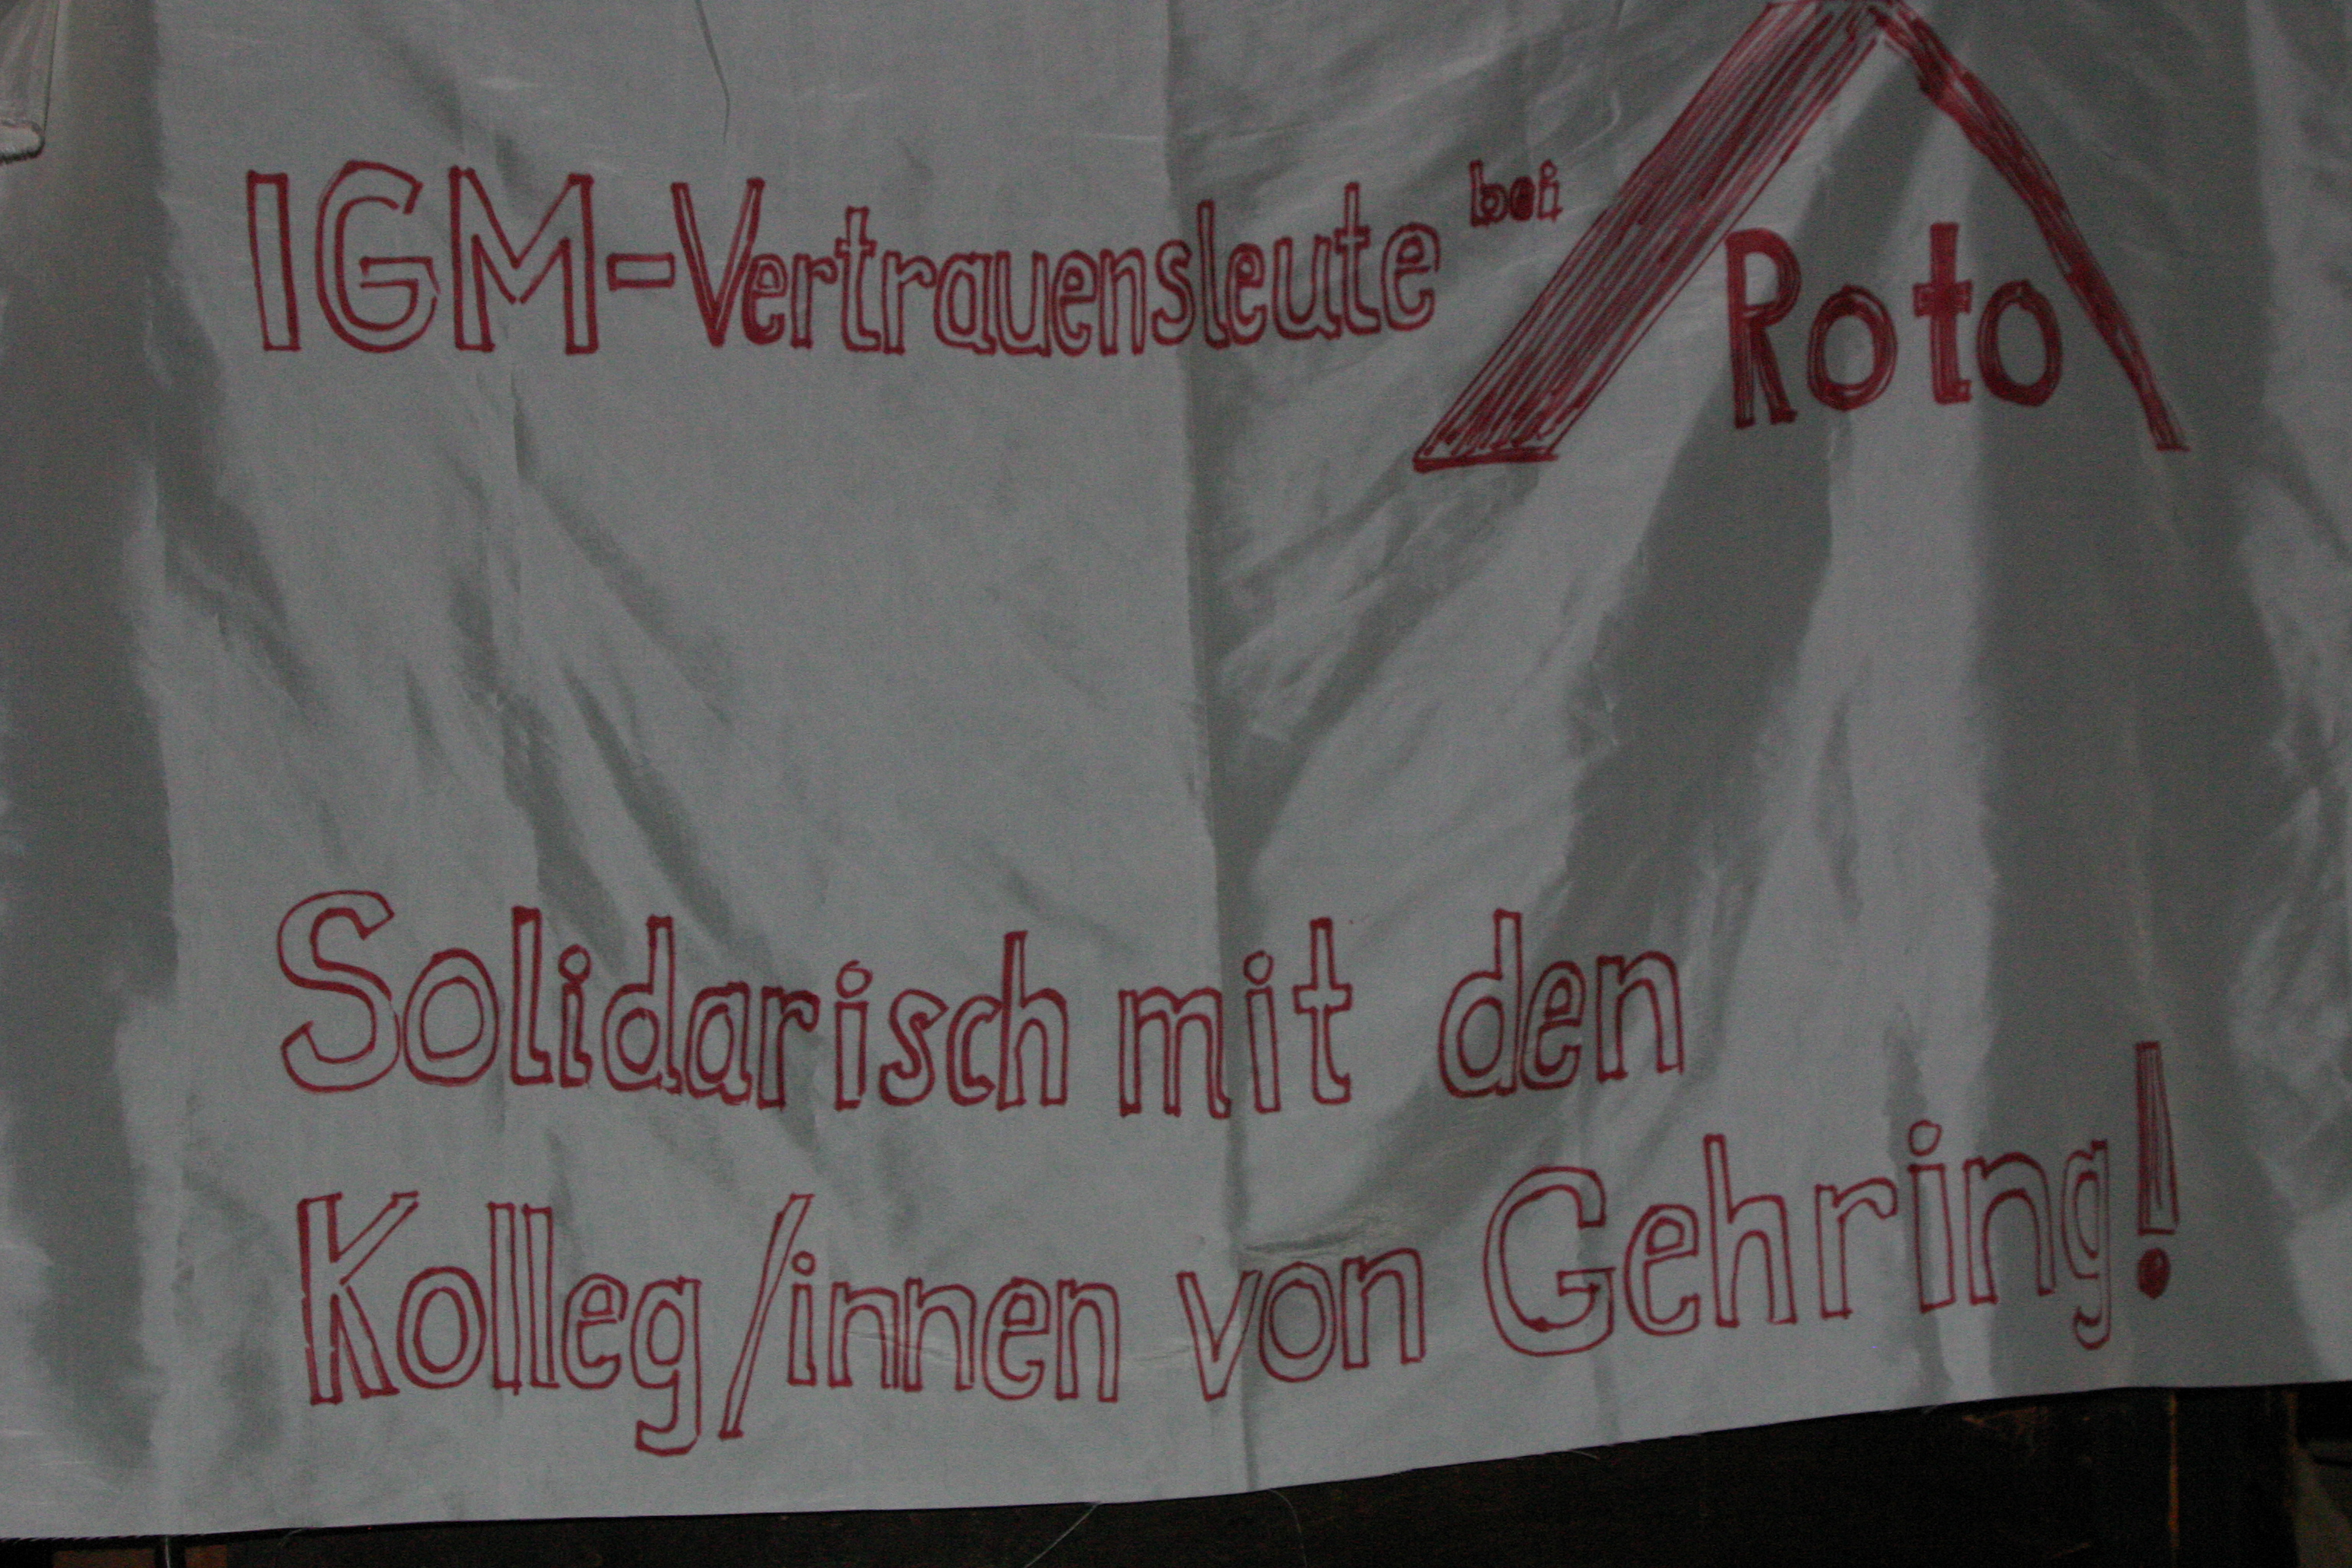 IGM-Vertrauensleute bei Roto
Solidarisch mit den
Kolleg/innen von Gehring!